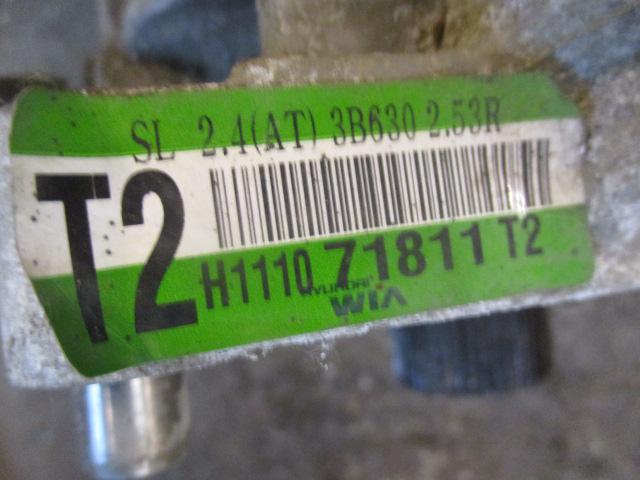 SL 2.4(AT) 3B630 2.53R
T2
H1110 71811 T2
HYUNDAI
WIA